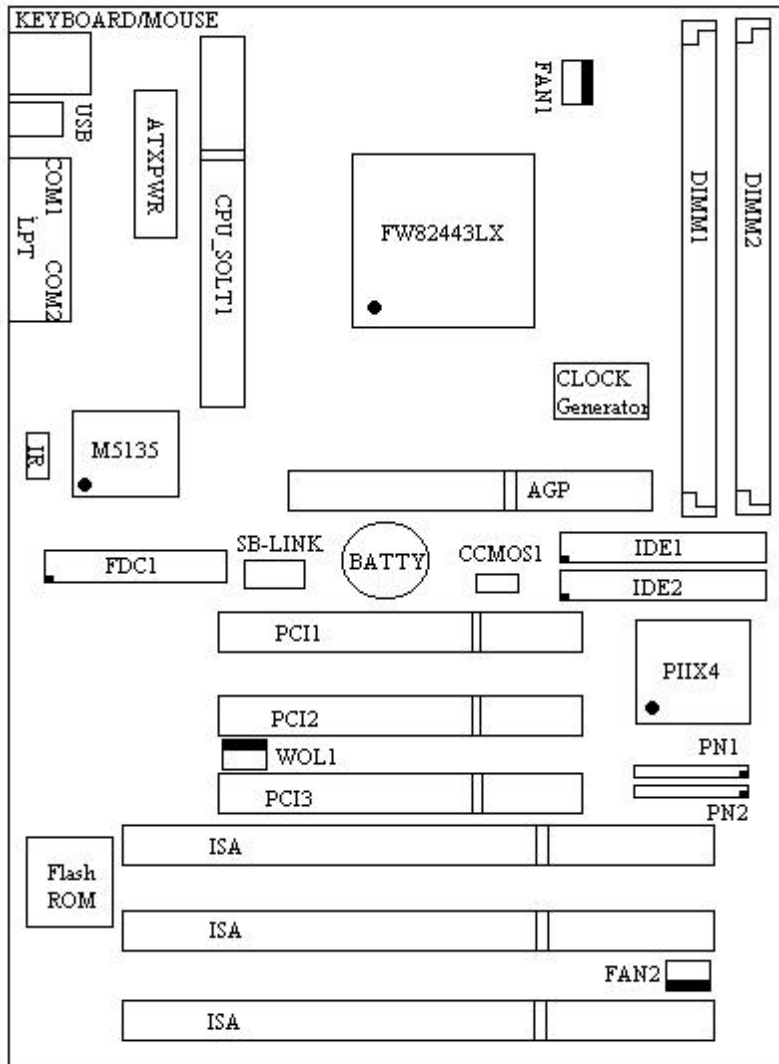 KEYBOARD/MOUSE
USB
ATXPWR
FAN1
COM1
LPT
COM2
CPU_SOLT1
FW82443LX
DIMM1
DIMM2
CLOCK
Generator
IR
M5135
AGP
SB-LINK
BATTY
CCMOS1
IDE1
FDC1
IDE2
PCI1
PIIX4
PCI2
WOL1
PN1
PCI3
PN2
ISA
Flash
ROM
ISA
FAN2
ISA